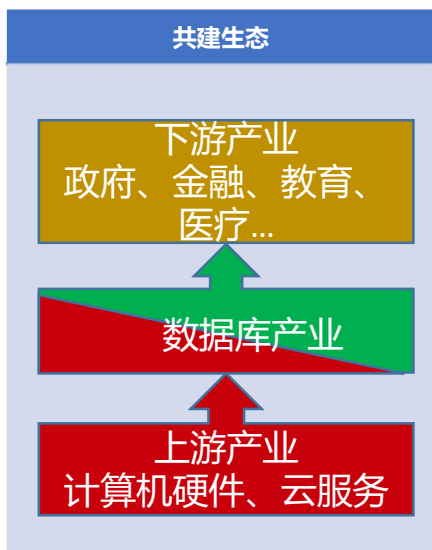 共建生态
下游产业
政府、金融、教育、
医疗...
数据库产业
上游产业
计算机硬件、云服务